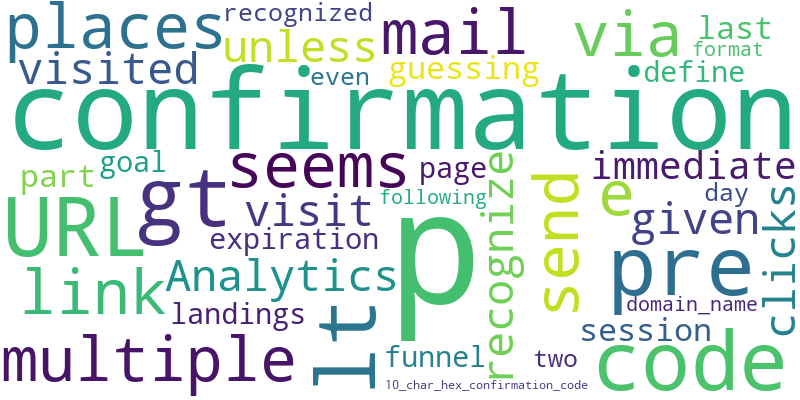 recognized
places
mail
via
last
unless
format
visited
even
guessing
define
confirmation
goal
seems
page
immediate
part
gt
following
recognize
send
e
day
URL
visit
p
given
clicks
expiration
link
Analytics
pre
landings
lt
domain_name
session
multiple
funnel
two
code
10_char_hex_confirmation_code